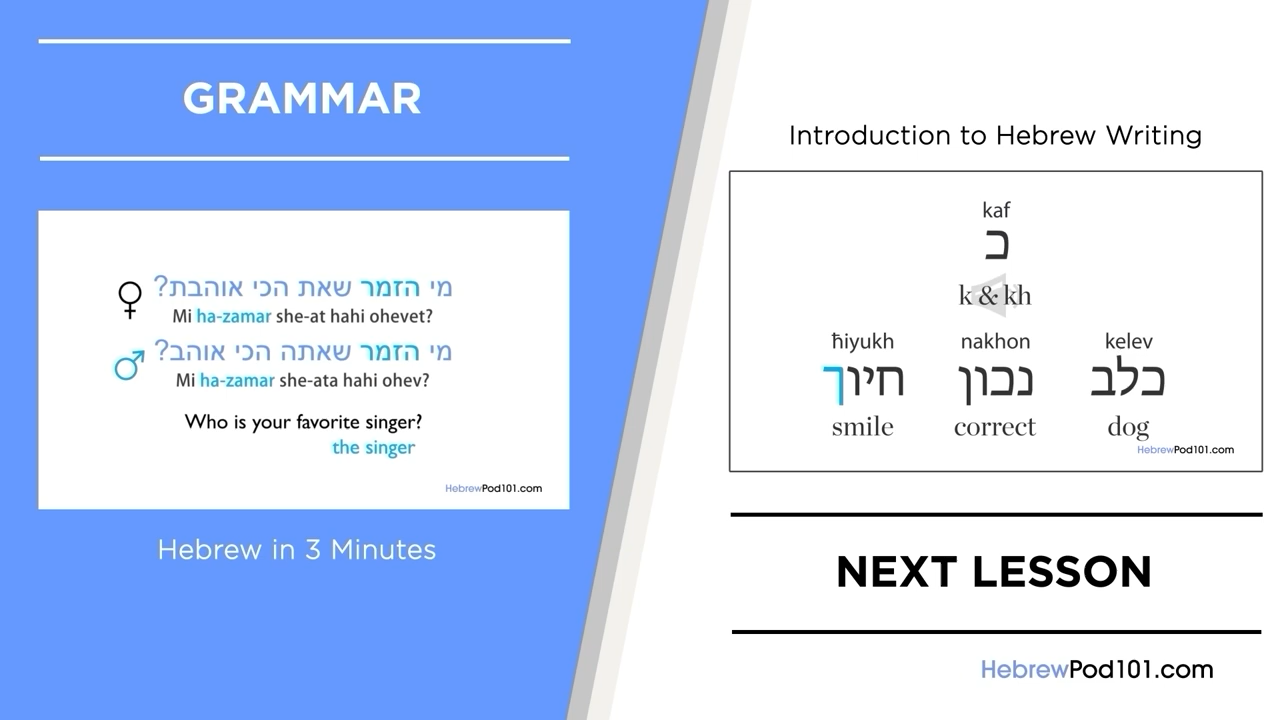 GRAMMAR
מי הזמר שאת הכי אוהבת?
Mi ha-zamar she-at hahi ohevet?
מי הזמר שאתה הכי אוהב?
Mi ha-zamar she-ata hahi ohev?
Who is your favorite singer?
the singer
HebrewPod101.com
Hebrew in 3 Minutes
Introduction to Hebrew Writing
kaf
כ
k & kh
ħiyukh nakhon kelev
חיוך נכון כלב
smile correct dog
HebrewPod101.com
NEXT LESSON
HebrewPod101.com